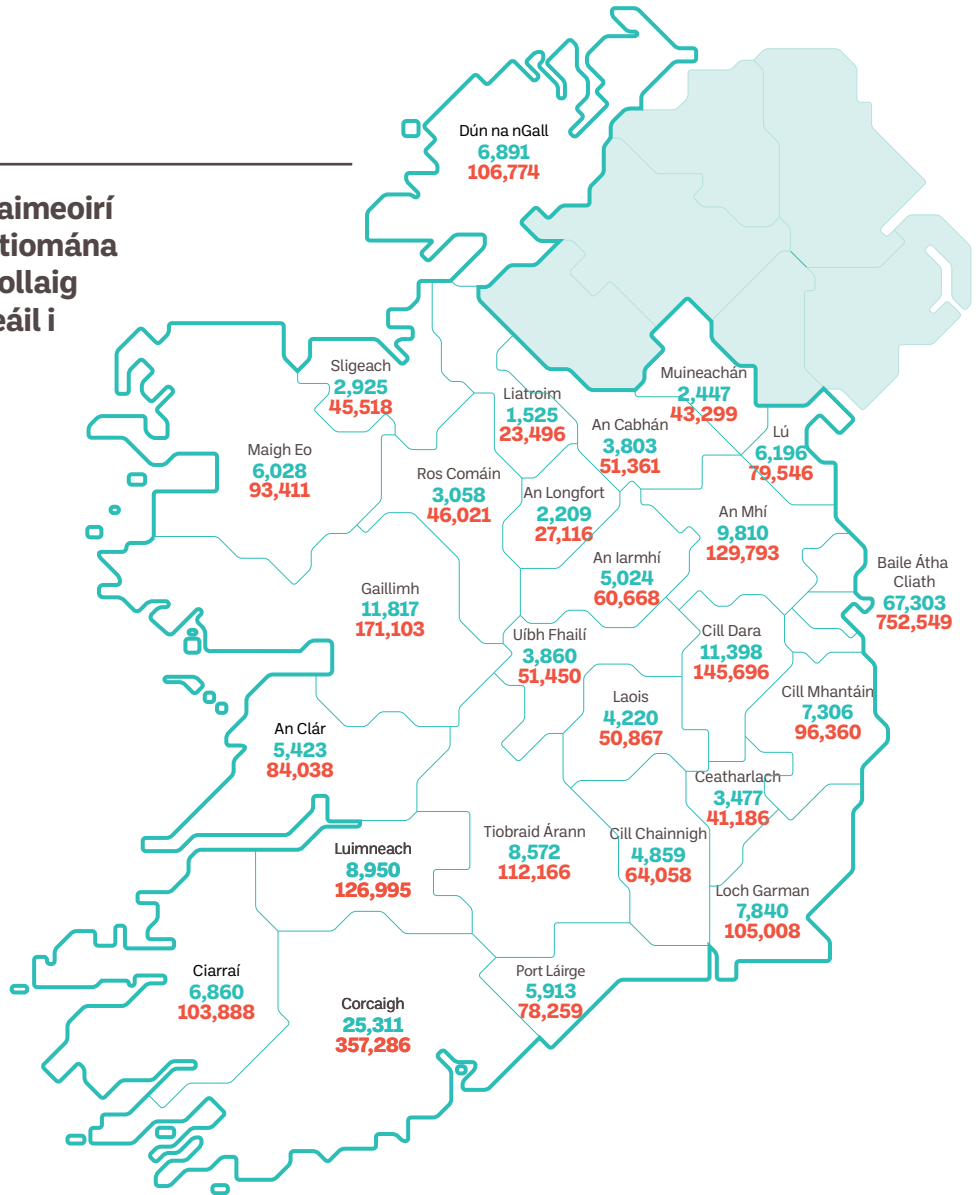 aimeoirí
tiomána
ollaig
eáil i
Dún na nGall
6,891
106,774
Sligeach
2,925
45,518
Liatroim
1,525
23,496
Muineachán
2,447
43,299
An Cabhán
3,803
51,361
Lú
6,196
79,546
Maigh Eo
6,028
93,411
Ros Comáin
3,058
46,021
An Longfort
2,209
27,116
An Mhí
9,810
129,793
An Iarmhí
5,024
60,668
Baile Átha
Cliath
67,303
752,549
Gaillimh
11,817
171,103
Uíbh Fhailí
3,860
51,450
Cill Dara
11,398
145,696
Laois
4,220
50,867
Cill Mhantáin
7,306
96,360
An Clár
5,423
84,038
Ceatharlach
3,477
41,186
Luimneach
8,950
126,995
Tiobraid Árann
8,572
112,166
Cill Chainnigh
4,859
64,058
Loch Garman
7,840
105,008
Ciarraí
6,860
103,888
Corcaigh
25,311
357,286
Port Láirge
5,913
78,259